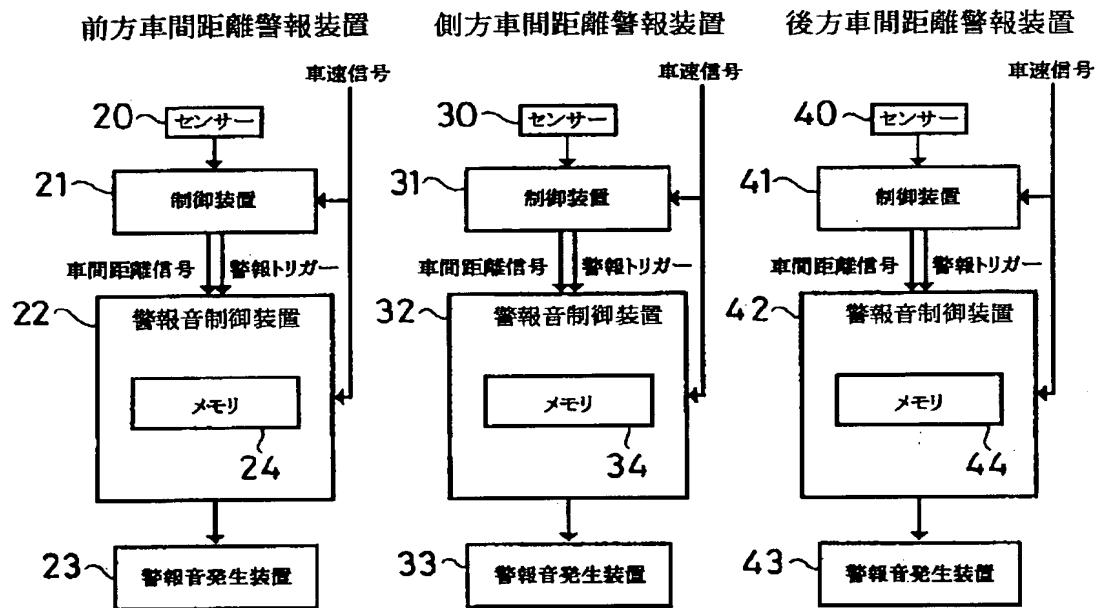 前方車間距離警報装置
車速信号
20 センサー
21 制御装置
車間距離信号 警報トリガー
22 警報音制御装置
メモリ
24
23 警報音発生装置
側方車間距離警報装置
車速信号
30 センサー
31 制御装置
車間距離信号 警報トリガー
32 警報音制御装置
メモリ
34
33 警報音発生装置
後方車間距離警報装置
車速信号
40 センサー
41 制御装置
車間距離信号 警報トリガー
42 警報音制御装置
メモリ
44
43 警報音発生装置